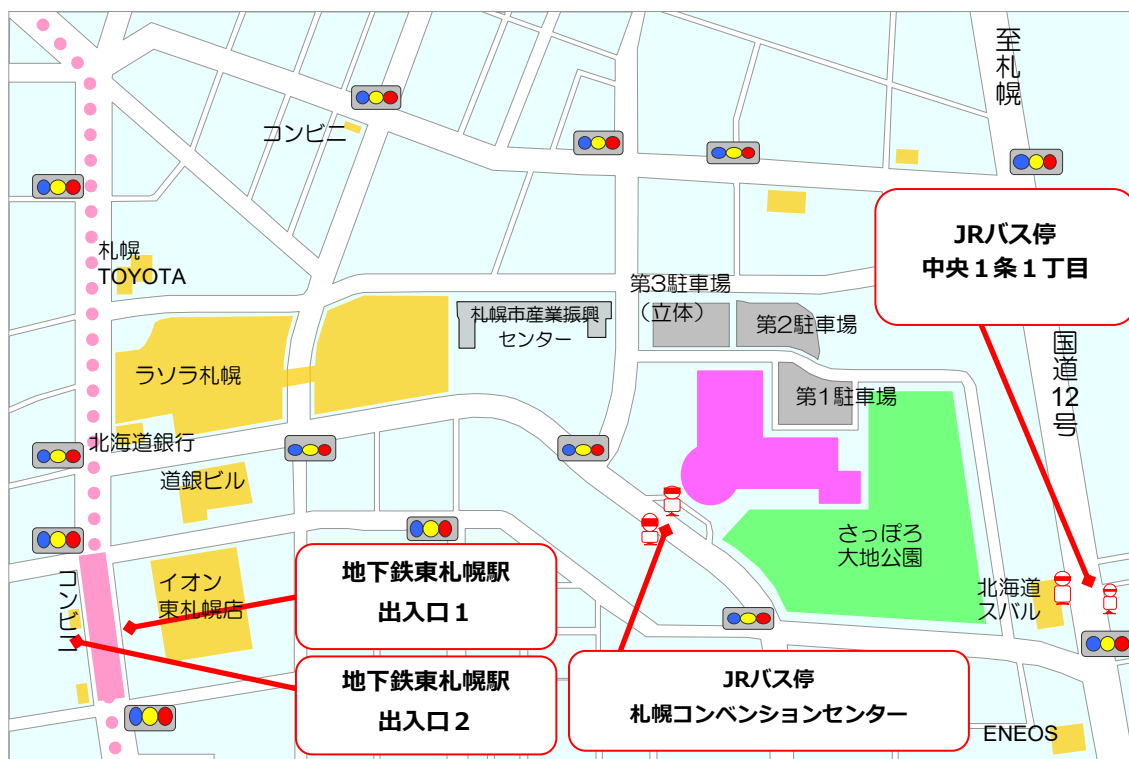 至札幌
コンビニ
JRバス停
中央１条１丁目
札幌
TOYOTA
第3駐車場
（立体）
札幌市産業振興
センター
第2駐車場
国道12号
ラソラ札幌
第1駐車場
北海道銀行
道銀ビル
さっぽろ
大地公園
コンビニ
イオン
東札幌店
地下鉄東札幌駅
出入口１
北海道
スバル
地下鉄東札幌駅
出入口２
JRバス停
札幌コンベンションセンター
ENEOS